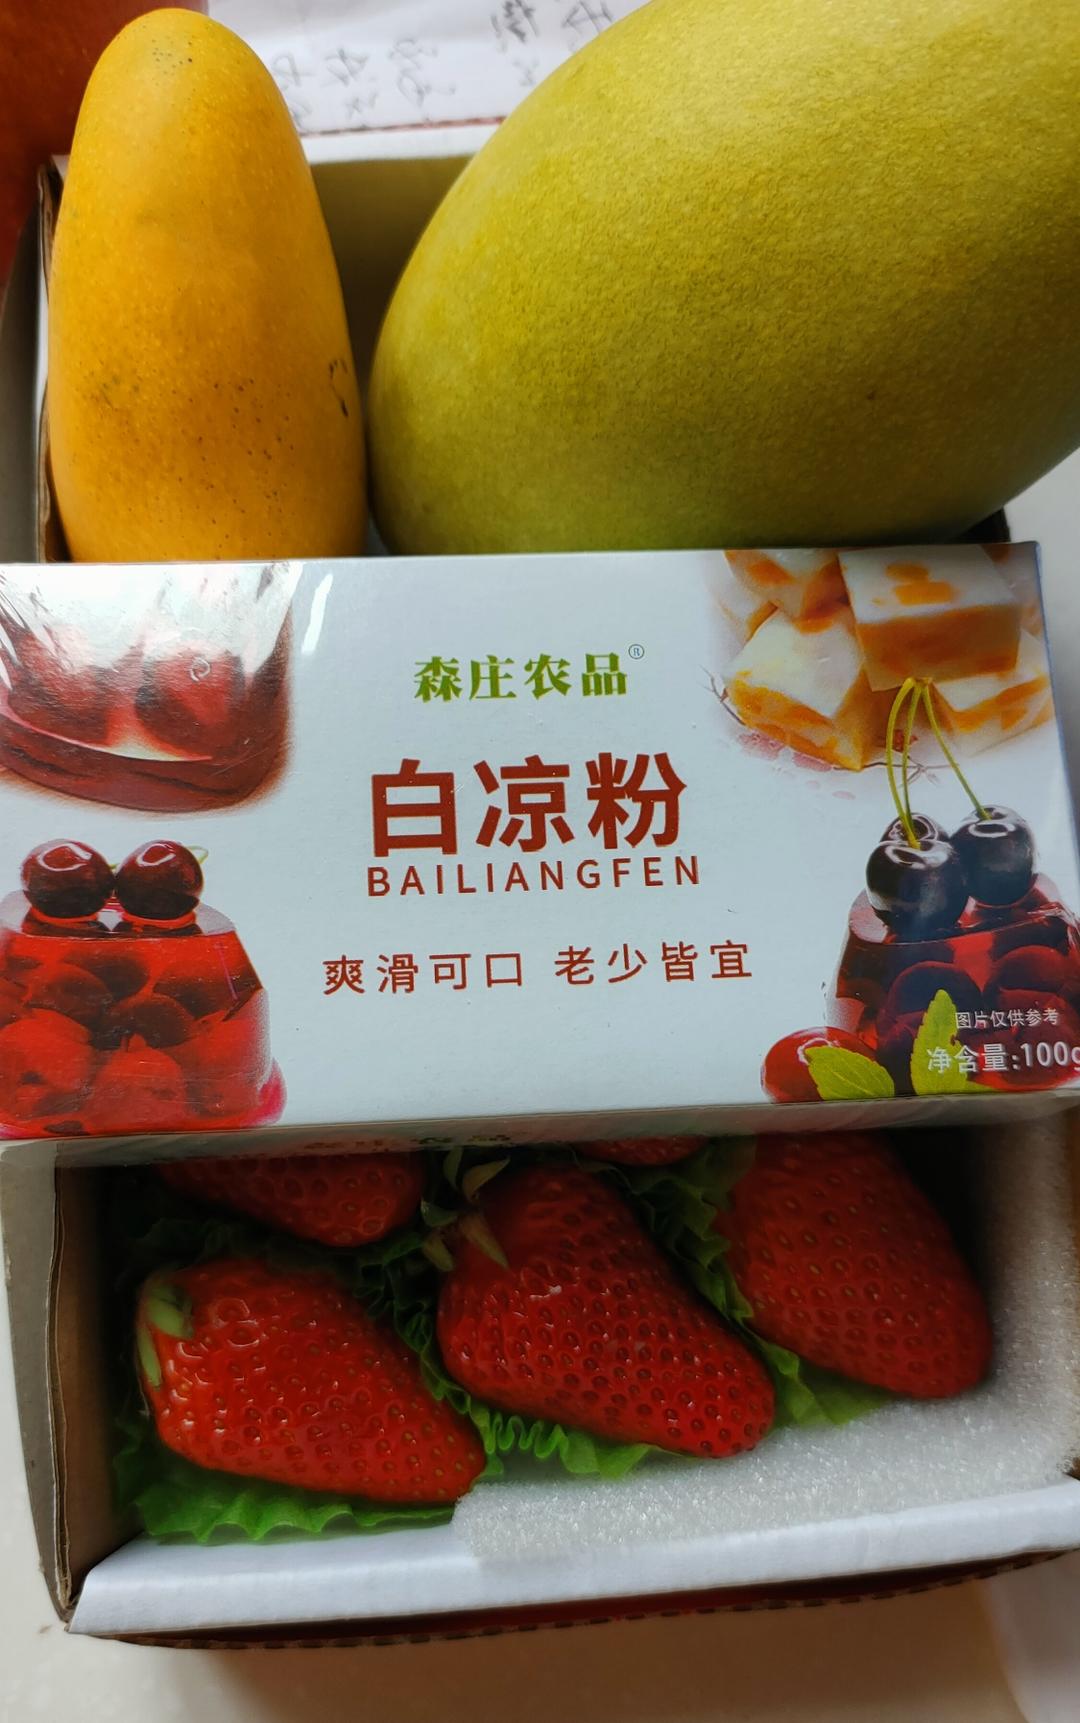 森庄农品®
白凉粉
BAILIANGFEN
爽滑可口 老少皆宜
图片仅供参考
净含量:100g